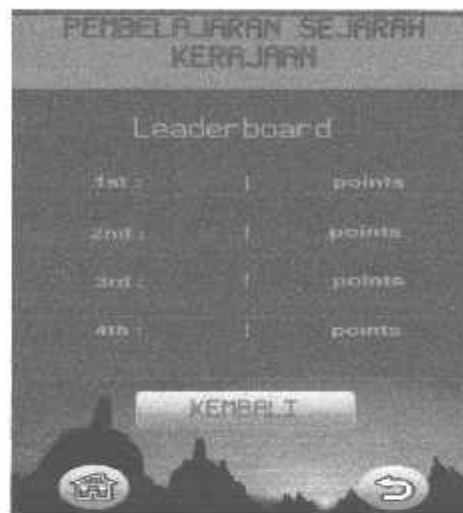 PEMBELAJARAN SEJARAH
KERAJAAN
Leaderboard
1st : | points
2nd : | points
3rd : | points
4th : | points
KEMBALI